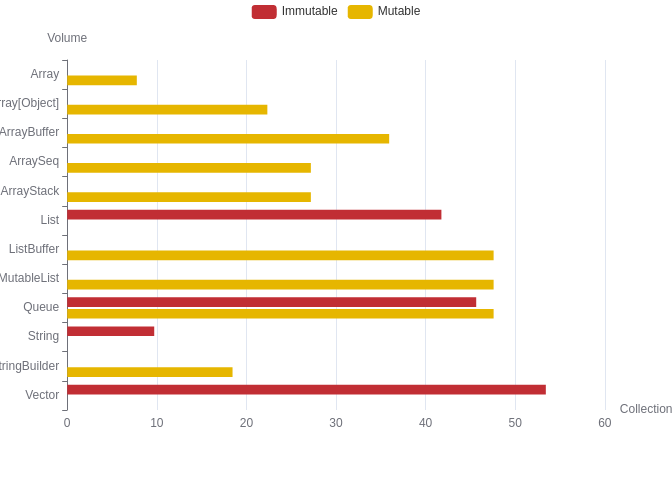 Immutable Mutable
Volume
Array
rray[Object]
ArrayBuffer
ArraySeq
ArrayStack
List
ListBuffer
MutableList
Queue
String
tringBuilder
Vector
Collection
0 10 20 30 40 50 60